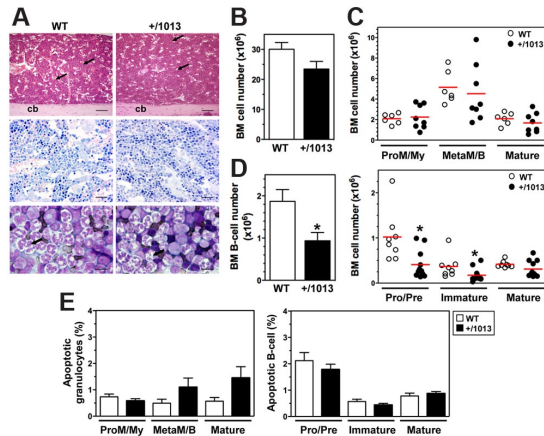 A
WT
+/1013
cb
cb
B
BM cell number (x10⁶)
30
20
10
0
WT
+/1013
C
WT
+/1013
BM cell number (x10⁶)
10
8
6
4
2
0
ProM/My
MetaM/B
Mature
D
BM B-cell number
(x10⁶)
2
1
0
*
WT
+/1013
WT
+/1013
BM cell number (x10⁶)
2
1
0
*
*
Pro/Pre
Immature
Mature
E
Apoptotic
granulocytes (%)
4
3
2
1
0
ProM/My
MetaM/B
Mature
Apoptotic B-cell (%)
4
3
2
1
0
Pro/Pre
Immature
Mature
WT
+/1013